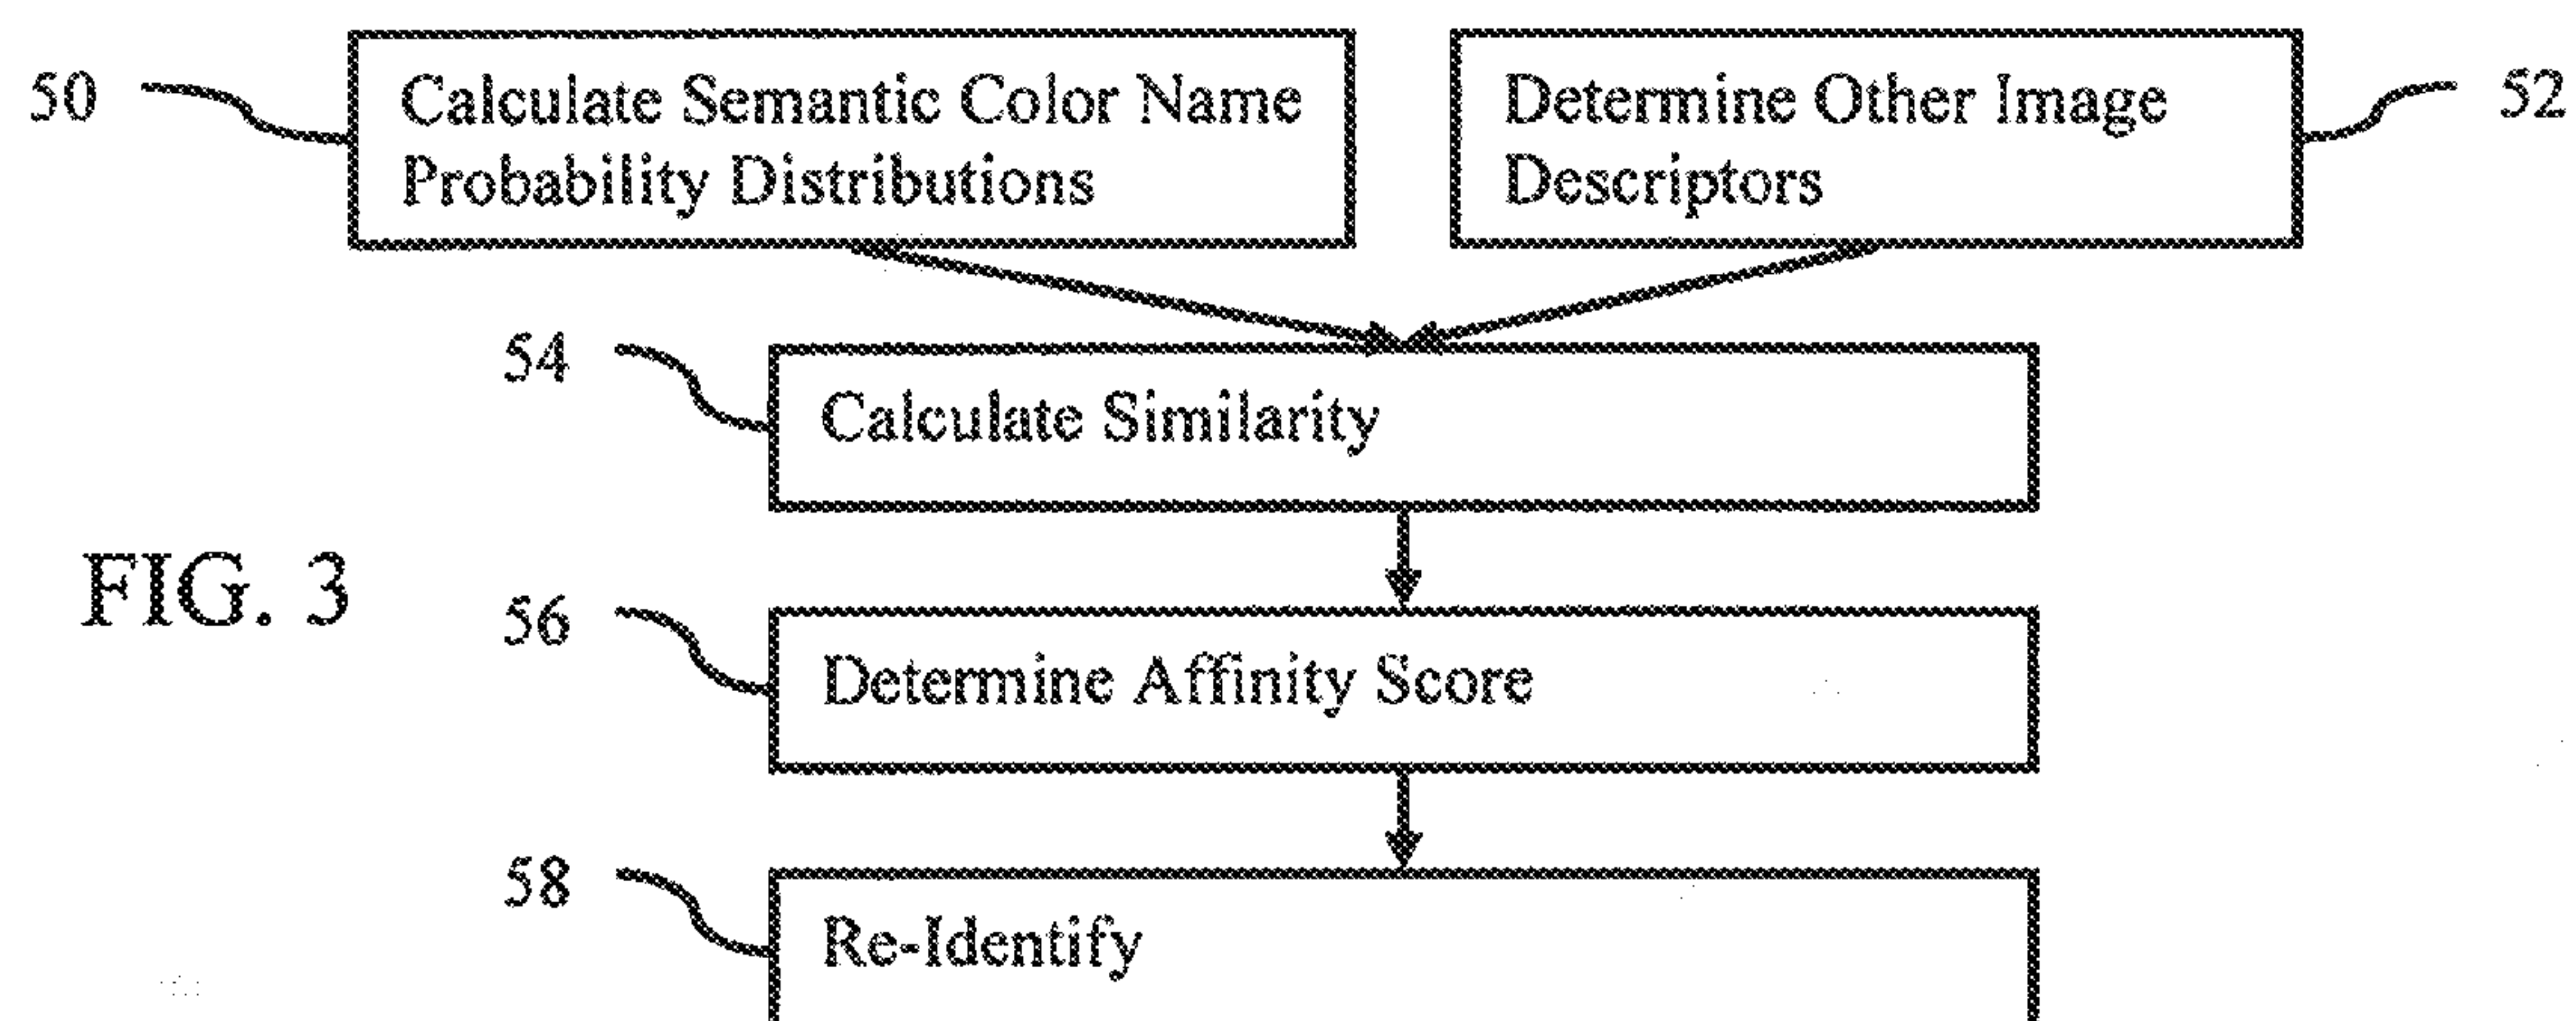 50
Calculate Semantic Color Name
Probability Distributions
Determine Other Image
Descriptors
52
54
Calculate Similarity
FIG. 3
56
Determine Affinity Score
58
Re-Identify